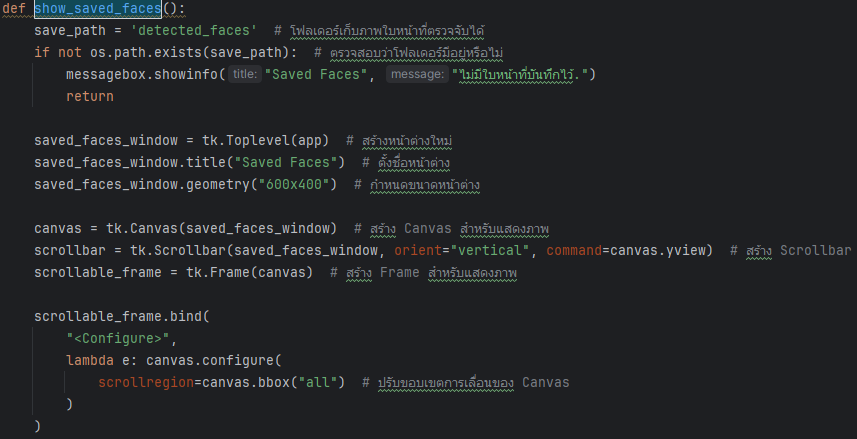 def show_saved_faces():
    save_path = 'detected_faces'  # โฟลเดอร์เก็บภาพใบหน้าที่ตรวจจับได้
    if not os.path.exists(save_path):  # ตรวจสอบว่าโฟลเดอร์มีอยู่หรือไม่
        messagebox.showinfo( title: "Saved Faces",  message: "ไม่มีใบหน้าที่บันทึกไว้.")
        return
    saved_faces_window = tk.Toplevel(app)  # สร้างหน้าต่างใหม่
    saved_faces_window.title("Saved Faces")  # ตั้งชื่อหน้าต่าง
    saved_faces_window.geometry("600x400")  # กำหนดขนาดหน้าต่าง
    canvas = tk.Canvas(saved_faces_window)  # สร้าง Canvas สำหรับแสดงภาพ
    scrollbar = tk.Scrollbar(saved_faces_window, orient="vertical", command=canvas.yview)  # สร้าง Scrollbar
    scrollable_frame = tk.Frame(canvas)  # สร้าง Frame สำหรับแสดงภาพ
    scrollable_frame.bind(
        "<Configure>",
        lambda e: canvas.configure(
            scrollregion=canvas.bbox("all")  # ปรับขอบเขตการเลื่อนของ Canvas
        )
    )